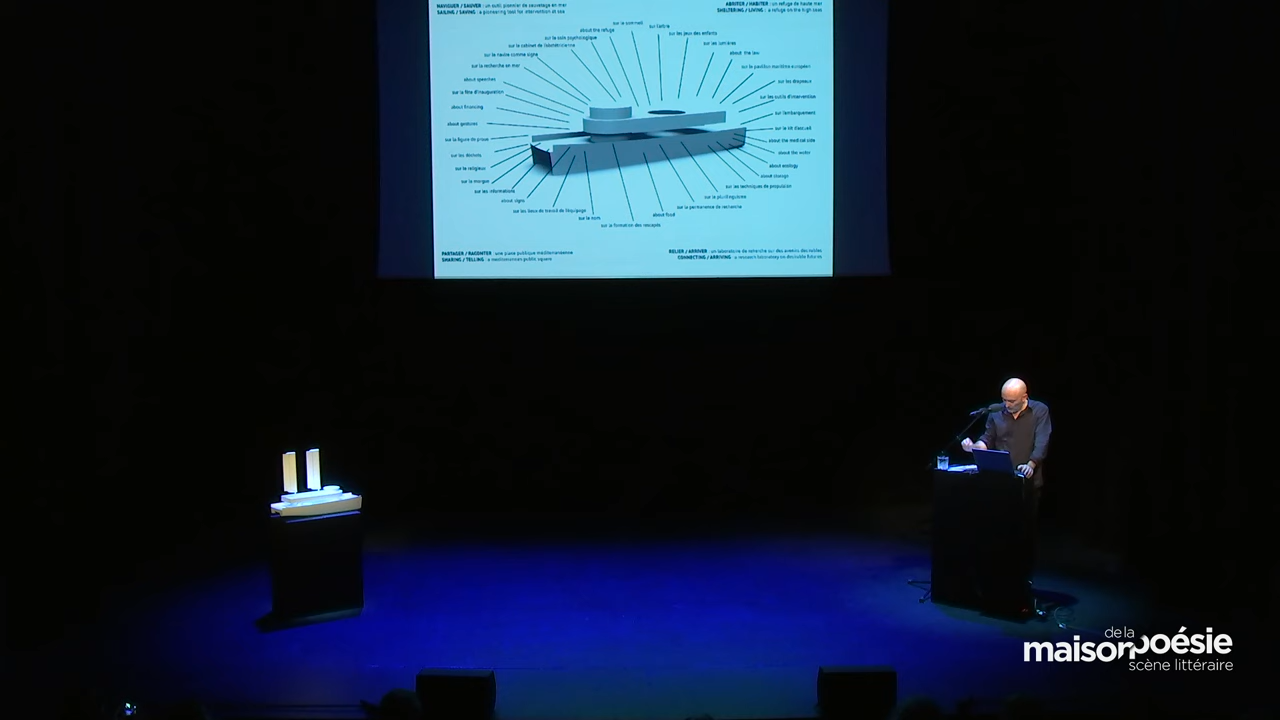 NAVIGUER / SAUVER : un outil pionnier de sauvetage en mer
SAILING / SAVING : a pioneering tool for intervention at sea
ABRITER / HABITER : un refuge de haute mer
SHELTERING / LIVING : a refuge on the high seas
sur le sommeil
sur l'arbre
about the refuge
sur les jeux des enfants
sur le soin psychologique
sur les lumières
sur le cabinet de l'obstétricienne
about the law
sur le navire comme signe
sur le pavillon maritime européen
sur la recherche en mer
sur les drapeaux
about speeches
sur la fête d'inauguration
sur les outils d'intervention
about financing
sur l'embarquement
about gestures
sur le kit d'accueil
sur la figure de proue
about the medical side
sur les déchets
about the water
sur le religieux
about ecology
sur la morgue
about storage
sur les informations
sur les techniques de propulsion
about signs
sur le plurilinguisme
sur les lieux de travail de l'équipage
sur la permanence de recherche
sur le nom
about food
sur la formation des rescapés
PARTAGER / RACONTER : une place publique méditerranéenne
SHARING / TELLING : a mediterranean public square
RELIER / ARRIVER : un laboratoire de recherche sur des avenirs désirables
CONNECTING / ARRIVING : a research laboratory on desirable futures
de la
maison poésie
scène littéraire